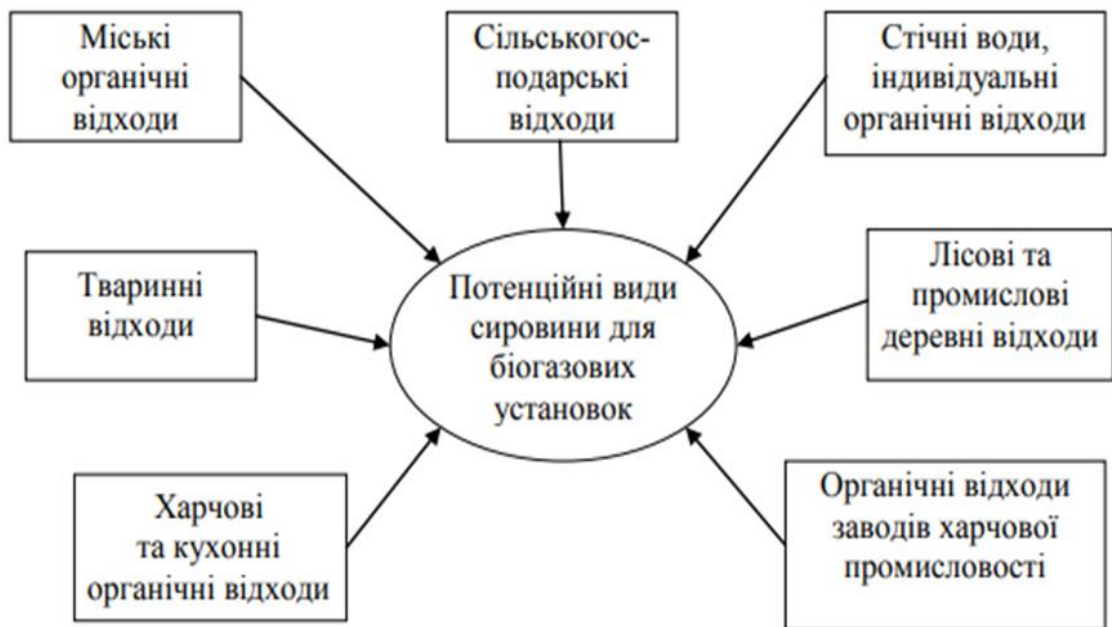 Міські
органічні
відходи
Сільськогос-
подарські
відходи
Стічні води,
індивідуальні
органічні відходи
Тваринні
відходи
Потенційні види
сировини для
біогазових
установок
Лісові та
промислові
деревні відходи
Харчові
та кухонні
органічні відходи
Органічні відходи
заводів харчової
промисловості